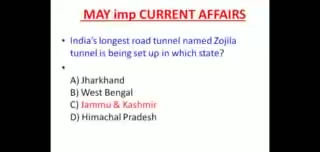 MAY imp CURRENT AFFAIRS
• India's longest road tunnel named Zojila
tunnel is being set up in which state?
•
A) Jharkhand
B) West Bengal
C) Jammu & Kashmir
D) Himachal Pradesh